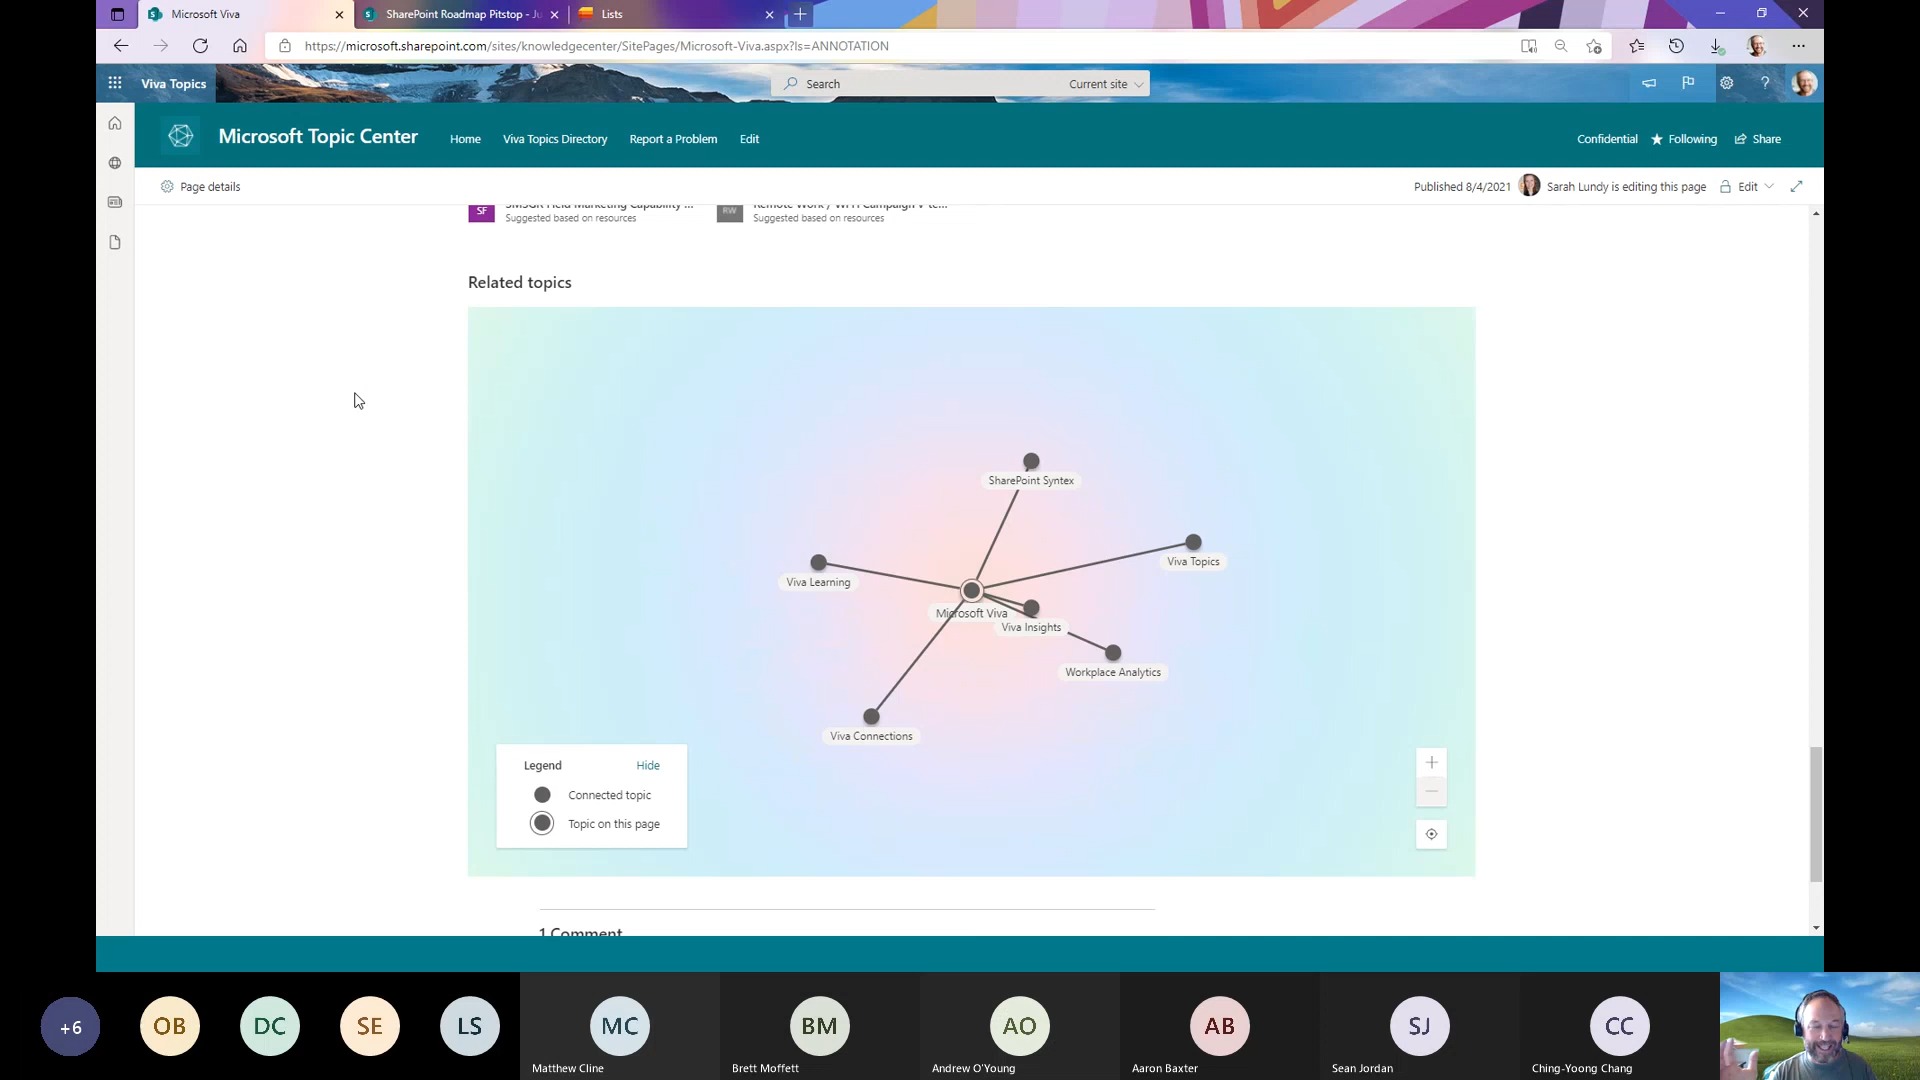 Microsoft Viva
SharePoint Roadmap Pitstop - Ju
Lists
https://microsoft.sharepoint.com/sites/knowledgecenter/SitePages/Microsoft-Viva.aspx?ls=ANNOTATION
Viva Topics
Search
Current site
Microsoft Topic Center
Home
Viva Topics Directory
Report a Problem
Edit
Confidential
Following
Share
Page details
Published 8/4/2021
Sarah Lundy is editing this page
Edit
SF
SMSGR Field Marketing Capability ...
Suggested based on resources
RW
Suggested based on resources
Related topics
SharePoint Syntex
Viva Topics
Viva Learning
Microsoft Viva
Viva Insights
Workplace Analytics
Viva Connections
Legend
Hide
Connected topic
Topic on this page
1 Comment
+6
OB
DC
SE
LS
MC
Matthew Cline
BM
Brett Moffett
AO
Andrew O'Young
AB
Aaron Baxter
SJ
Sean Jordan
CC
Ching-Yoong Chang